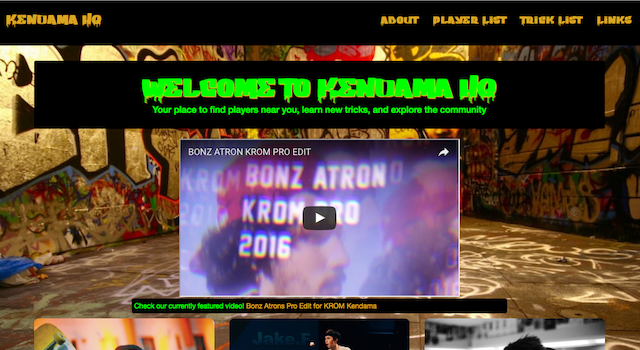 KENDAMA HQ
ABOUT PLAYER LIST TRICK LIST LINKS
WELCOME TO KENDAMA HQ
Your place to find players near you, learn new tricks, and explore the community
BONZ ATRON KROM PRO EDIT
BONZ ATRON
KROM PRO
2016
Check our currently featured video! Bonz Atrons Pro Edit for KROM Kendama
Jake.F